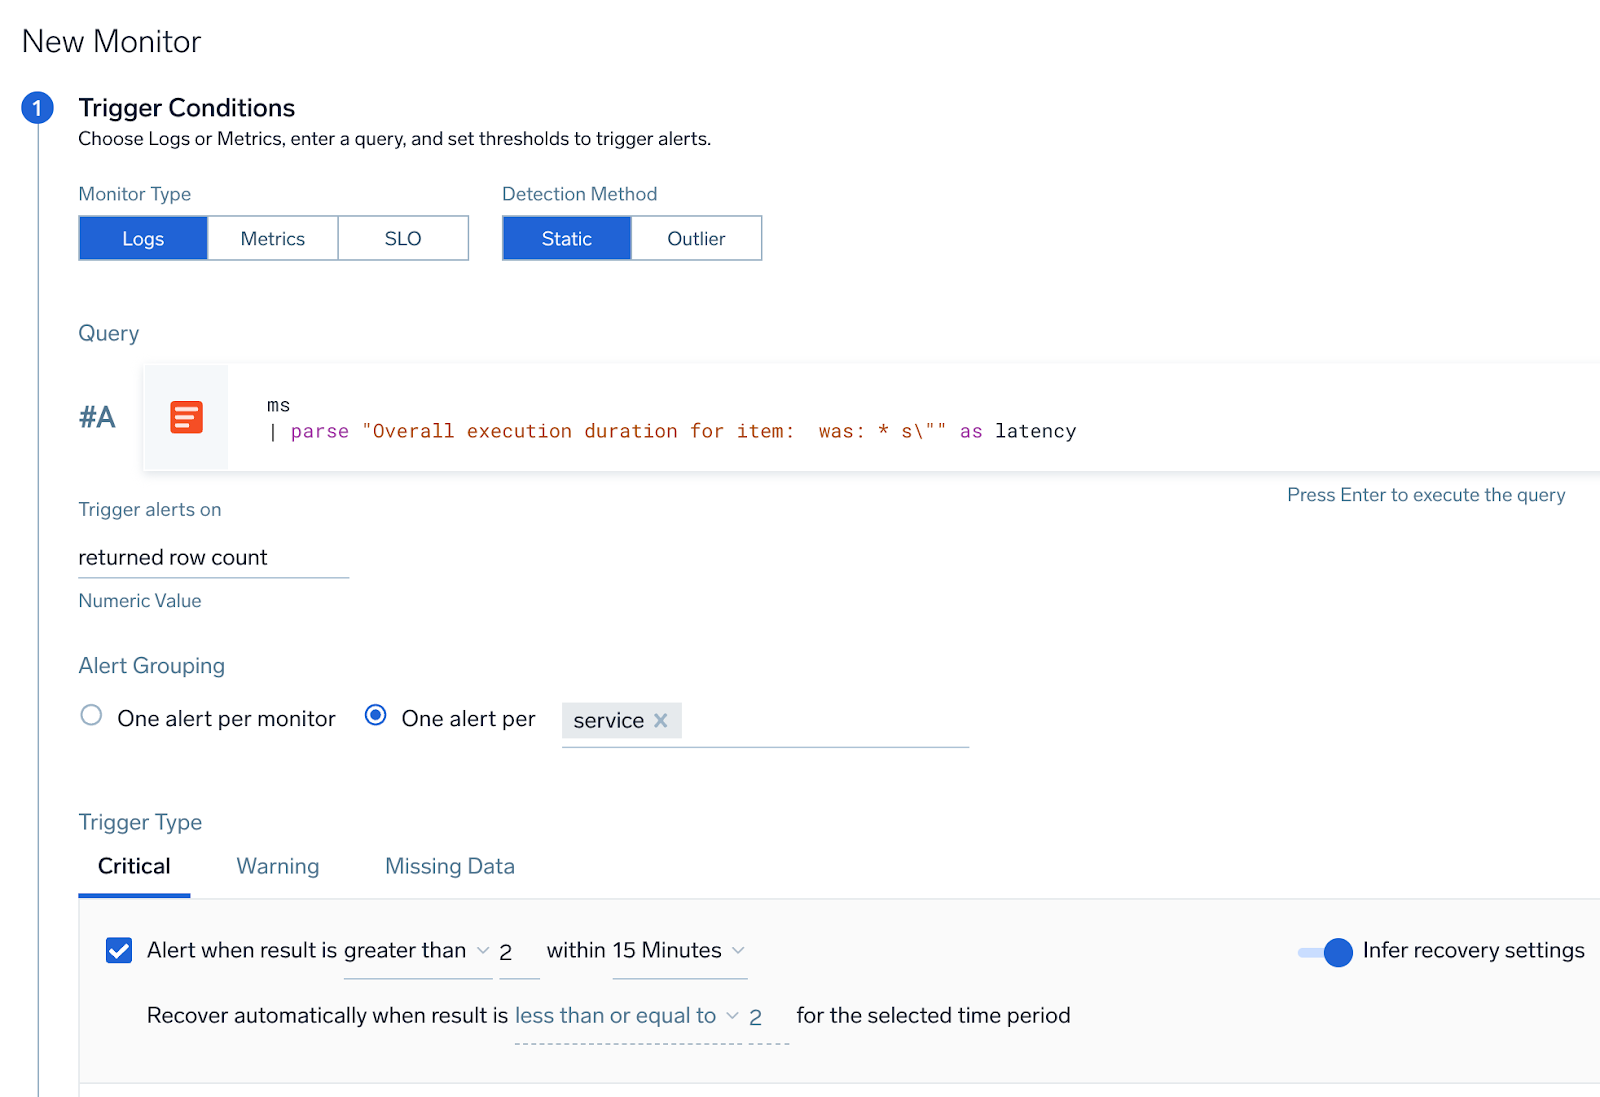 New Monitor
1 Trigger Conditions
Choose Logs or Metrics, enter a query, and set thresholds to trigger alerts.
Monitor Type Detection Method
Logs Metrics SLO Static Outlier
Query
#A
ms
| parse "Overall execution duration for item:  was: * s\"" as latency
Press Enter to execute the query
Trigger alerts on
returned row count
Numeric Value
Alert Grouping
One alert per monitor One alert per service
Trigger Type
Critical Warning Missing Data
Alert when result is greater than 2 within 15 Minutes Infer recovery settings
Recover automatically when result is less than or equal to 2 for the selected time period